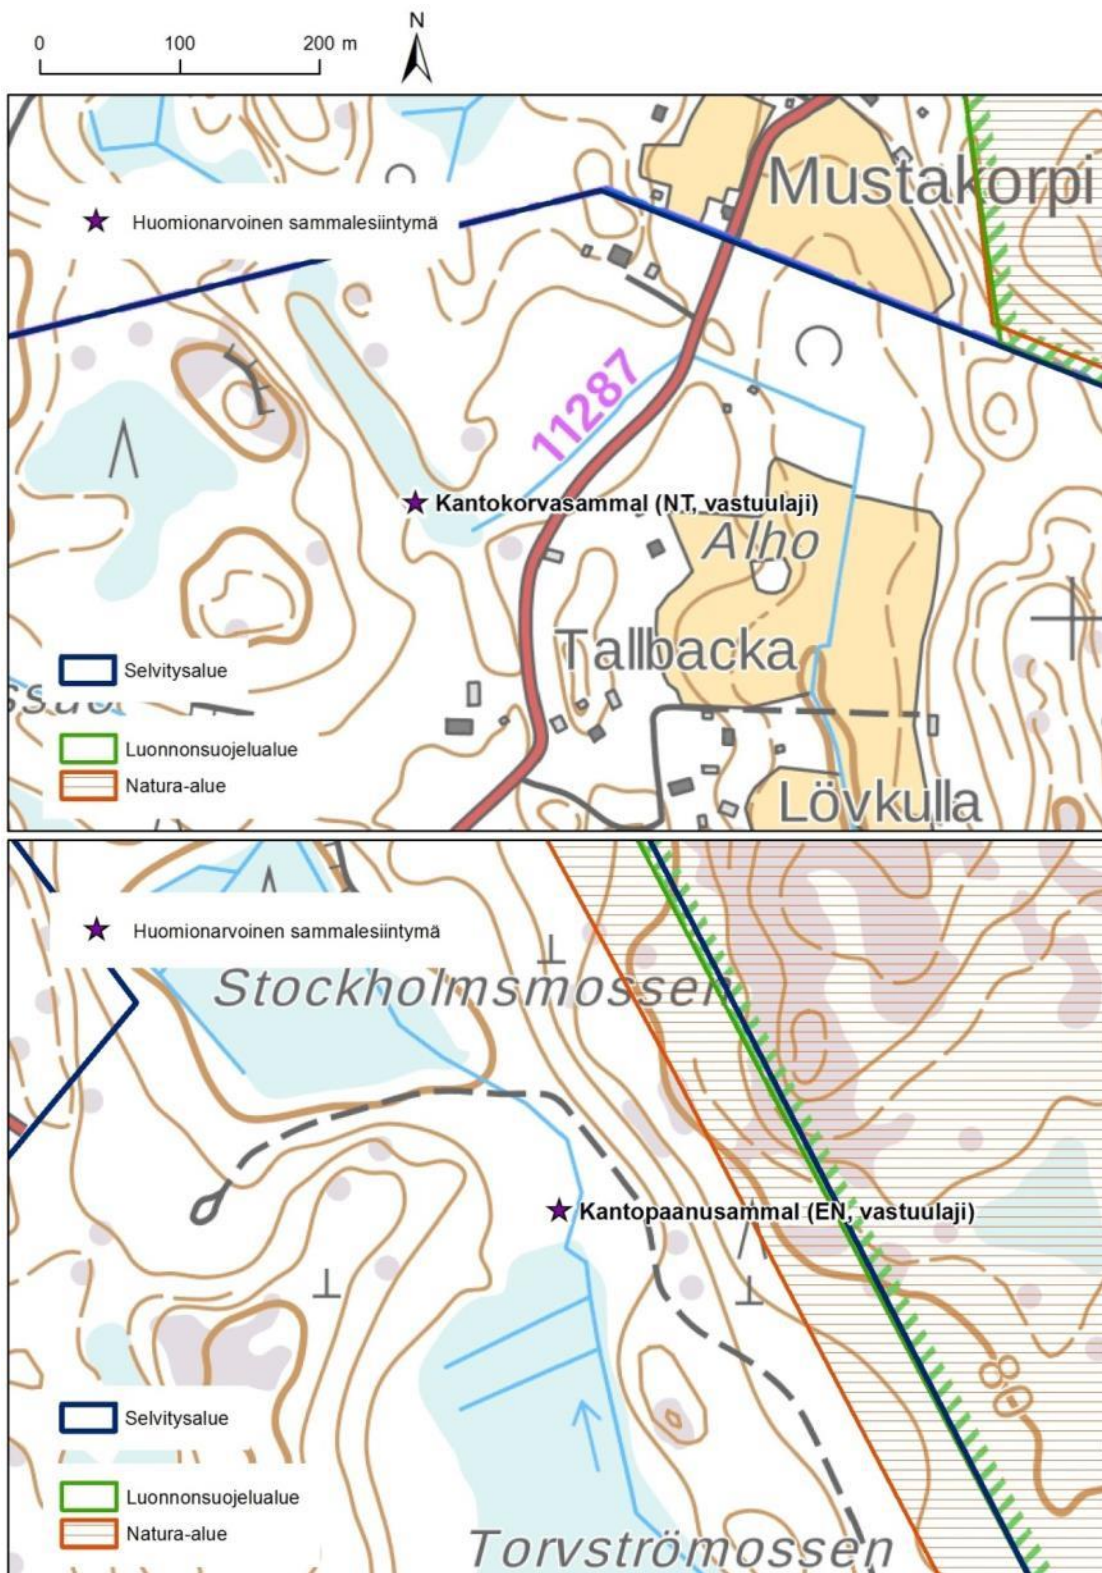 N
0 100 200 m
Mustakorpi
Huomionarvoinen sammalesiintymä
11287
Kantokorvasammal (NT, vastuulaji)
Alho
Tallbacka
Selvitysalue
Luonnonsuojelualue
Natura-alue
Lövkulla
Huomionarvoinen sammalesiintymä
Stockholmsmossen
Kantopaanusammal (EN, vastuulaji)
80
Selvitysalue
Luonnonsuojelualue
Natura-alue
Torvströmossen